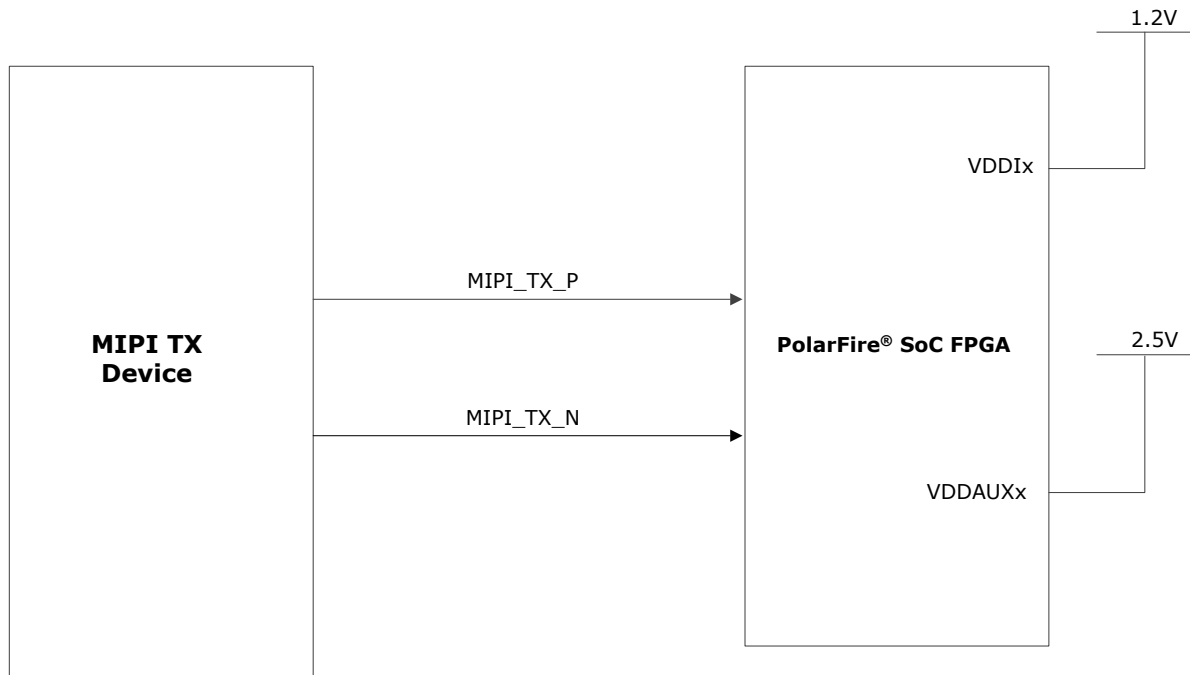 1.2V
VDDIx
MIPI_TX_P
MIPI TX
Device
PolarFire® SoC FPGA
2.5V
MIPI_TX_N
VDDAUXx